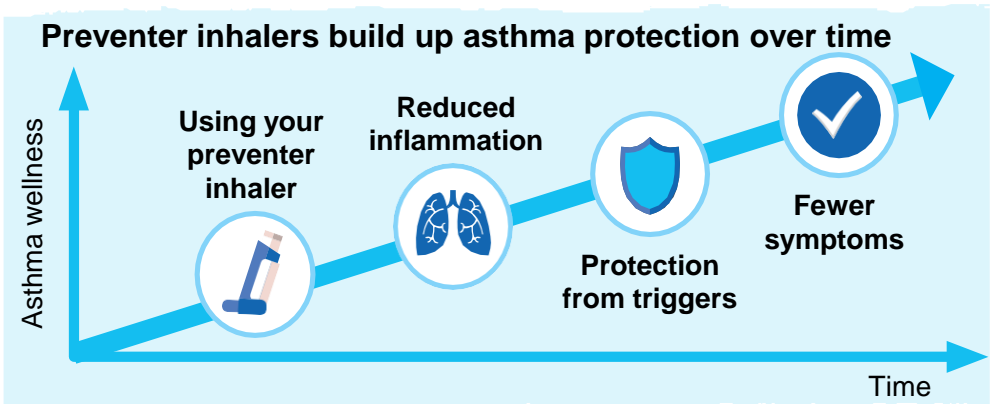 Preventer inhalers build up asthma protection over time
Asthma wellness
Using your
preventer
inhaler
Reduced
inflammation
Protection
from triggers
Fewer
symptoms
Time